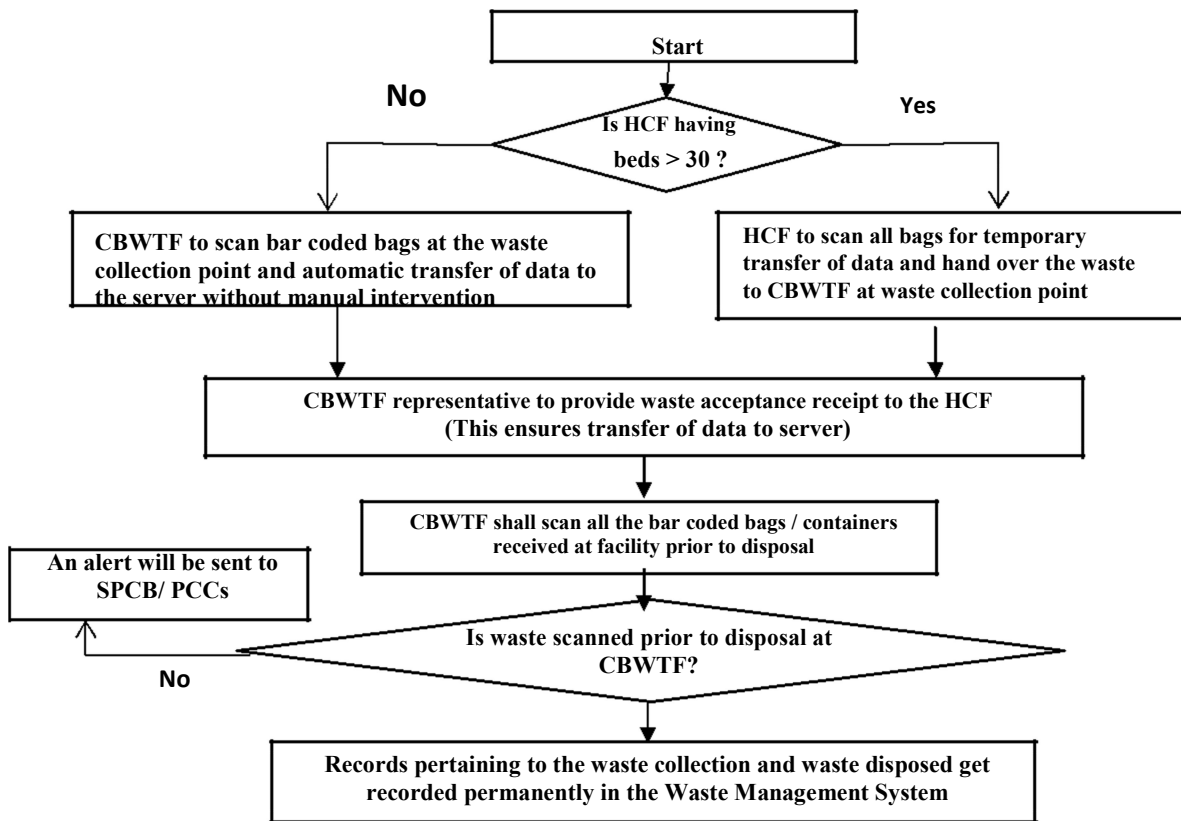 Start
No
Yes
Is HCF having
beds > 30 ?
CBWTF to scan bar coded bags at the waste
collection point and automatic transfer of data to
the server without manual intervention
HCF to scan all bags for temporary
transfer of data and hand over the waste
to CBWTF at waste collection point
CBWTF representative to provide waste acceptance receipt to the HCF
(This ensures transfer of data to server)
CBWTF shall scan all the bar coded bags / containers
received at facility prior to disposal
An alert will be sent to
SPCB/ PCCs
Is waste scanned prior to disposal at
CBWTF?
No
Records pertaining to the waste collection and waste disposed get
recorded permanently in the Waste Management System